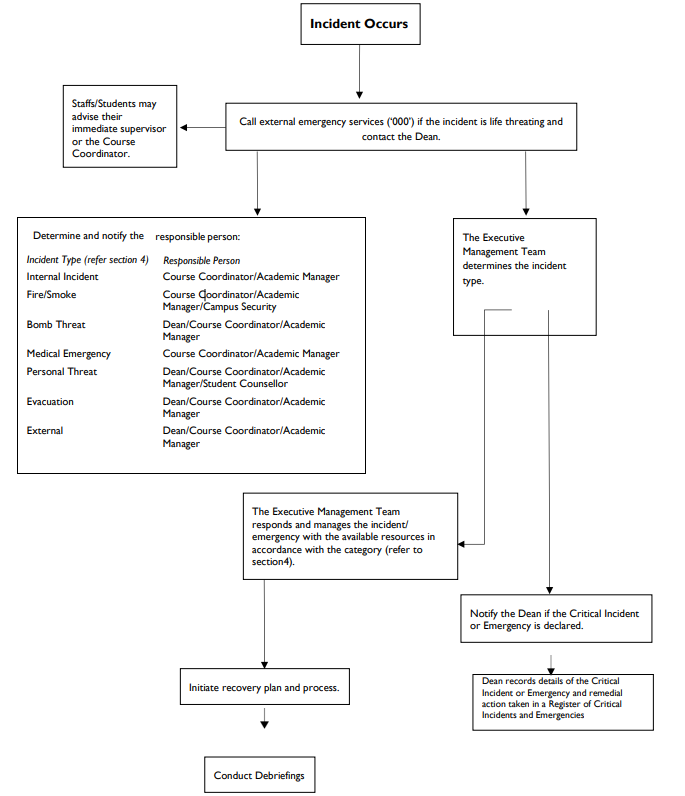 Incident Occurs
Staffs/Students may
advise their
immediate supervisor
or the Course
Coordinator.
Call external emergency services (‘000’) if the incident is life threating and
contact the Dean.
Determine and notify the responsible person:
Incident Type (refer section 4) Responsible Person
Internal Incident Course Coordinator/Academic Manager
Fire/Smoke Course Coordinator/Academic
Manager/Campus Security
Bomb Threat Dean/Course Coordinator/Academic
Manager
Medical Emergency Course Coordinator/Academic Manager
Personal Threat Dean/Course Coordinator/Academic
Manager/Student Counsellor
Evacuation Dean/Course Coordinator/Academic
Manager
External Dean/Course Coordinator/Academic
Manager
The Executive
Management Team
determines the incident
type.
The Executive Management Team
responds and manages the incident/
emergency with the available resources in
accordance with the category (refer to
section4).
Notify the Dean if the Critical Incident
or Emergency is declared.
Initiate recovery plan and process.
Dean records details of the Critical
Incident or Emergency and remedial
action taken in a Register of Critical
Incidents and Emergencies
Conduct Debriefings